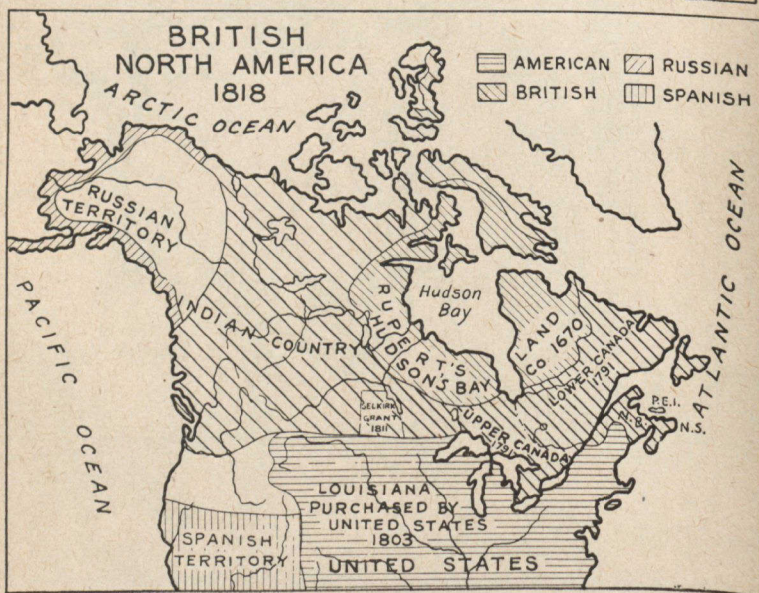 BRITISH
NORTH AMERICA
1818
AMERICAN
RUSSIAN
BRITISH
SPANISH
ARCTIC OCEAN
RUSSIAN
TERRITORY
PACIFIC OCEAN
INDIAN COUNTRY
Hudson
Bay
RUPERT'S LAND
HUDSON'S BAY CO 1670
LOWER CANADA
1791
ATLANTIC OCEAN
P.E.I.
N.B.
N.S.
SELKIRK
GRANT
1811
UPPER CANADA
1791
LOUISIANA
PURCHASED BY
UNITED STATES
1803
SPANISH
TERRITORY
UNITED STATES